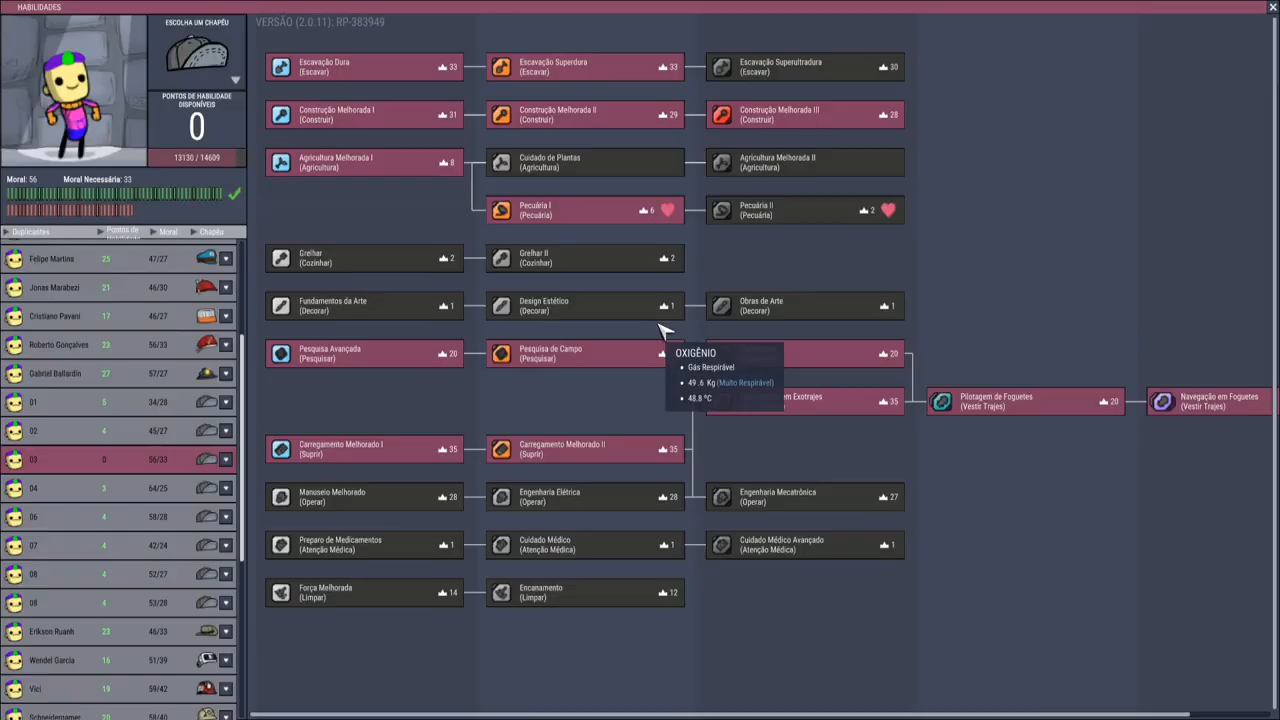 HABILIDADES
ESCOLHA UM CHAPÉU
PONTOS DE HABILIDADE
DISPONÍVEIS
0
13130 / 14609
Moral: 56 Moral Necessária: 33
Duplicantes Pontos de Moral Chapéu
Felipe Martins 25 47/27
Jonas Marabezi 21 46/30
Cristiano Pavani 17 46/27
Roberto Gonçalves 23 56/33
Gabriel Ballardin 27 57/27
01 5 34/28
02 4 45/27
03 0 56/33
04 3 64/25
06 4 58/28
07 4 42/24
08 4 52/27
08 4 53/28
Erikson Ruanh 23 46/33
Wendel Garcia 16 51/39
Vici 19 59/42
Schneidergamer 20 58/40
VERSÃO (2.0.11): RP-383949
Escavação Dura
(Escavar)
33
Escavação Superdura
(Escavar)
33
Escavação Superultradura
(Escavar)
30
Construção Melhorada I
(Construir)
31
Construção Melhorada II
(Construir)
29
Construção Melhorada III
(Construir)
28
Agricultura Melhorada I
(Agricultura)
8
Cuidado de Plantas
(Agricultura)
Agricultura Melhorada II
(Agricultura)
Pecuária I
(Pecuária)
6
Pecuária II
(Pecuária)
2
Grelhar
(Cozinhar)
2
Grelhar II
(Cozinhar)
2
Fundamentos da Arte
(Decorar)
1
Design Estético
(Decorar)
1
Obras de Arte
(Decorar)
1
Pesquisa Avançada
(Pesquisar)
20
Pesquisa de Campo
(Pesquisar)
20
OXIGÊNIO
• Gás Respirável
• 49.6 Kg (Muito Respirável)
• 48.8 °C
em Exotrajes
35
Pilotagem de Foguetes
(Vestir Trajes)
20
Navegação em Foguetes
(Vestir Trajes)
Carregamento Melhorado I
(Suprir)
35
Carregamento Melhorado II
(Suprir)
35
Manuseio Melhorado
(Operar)
28
Engenharia Elétrica
(Operar)
28
Engenharia Mecatrônica
(Operar)
27
Preparo de Medicamentos
(Atenção Médica)
1
Cuidado Médico
(Atenção Médica)
1
Cuidado Médico Avançado
(Atenção Médica)
1
Força Melhorada
(Limpar)
14
Encanamento
(Limpar)
12